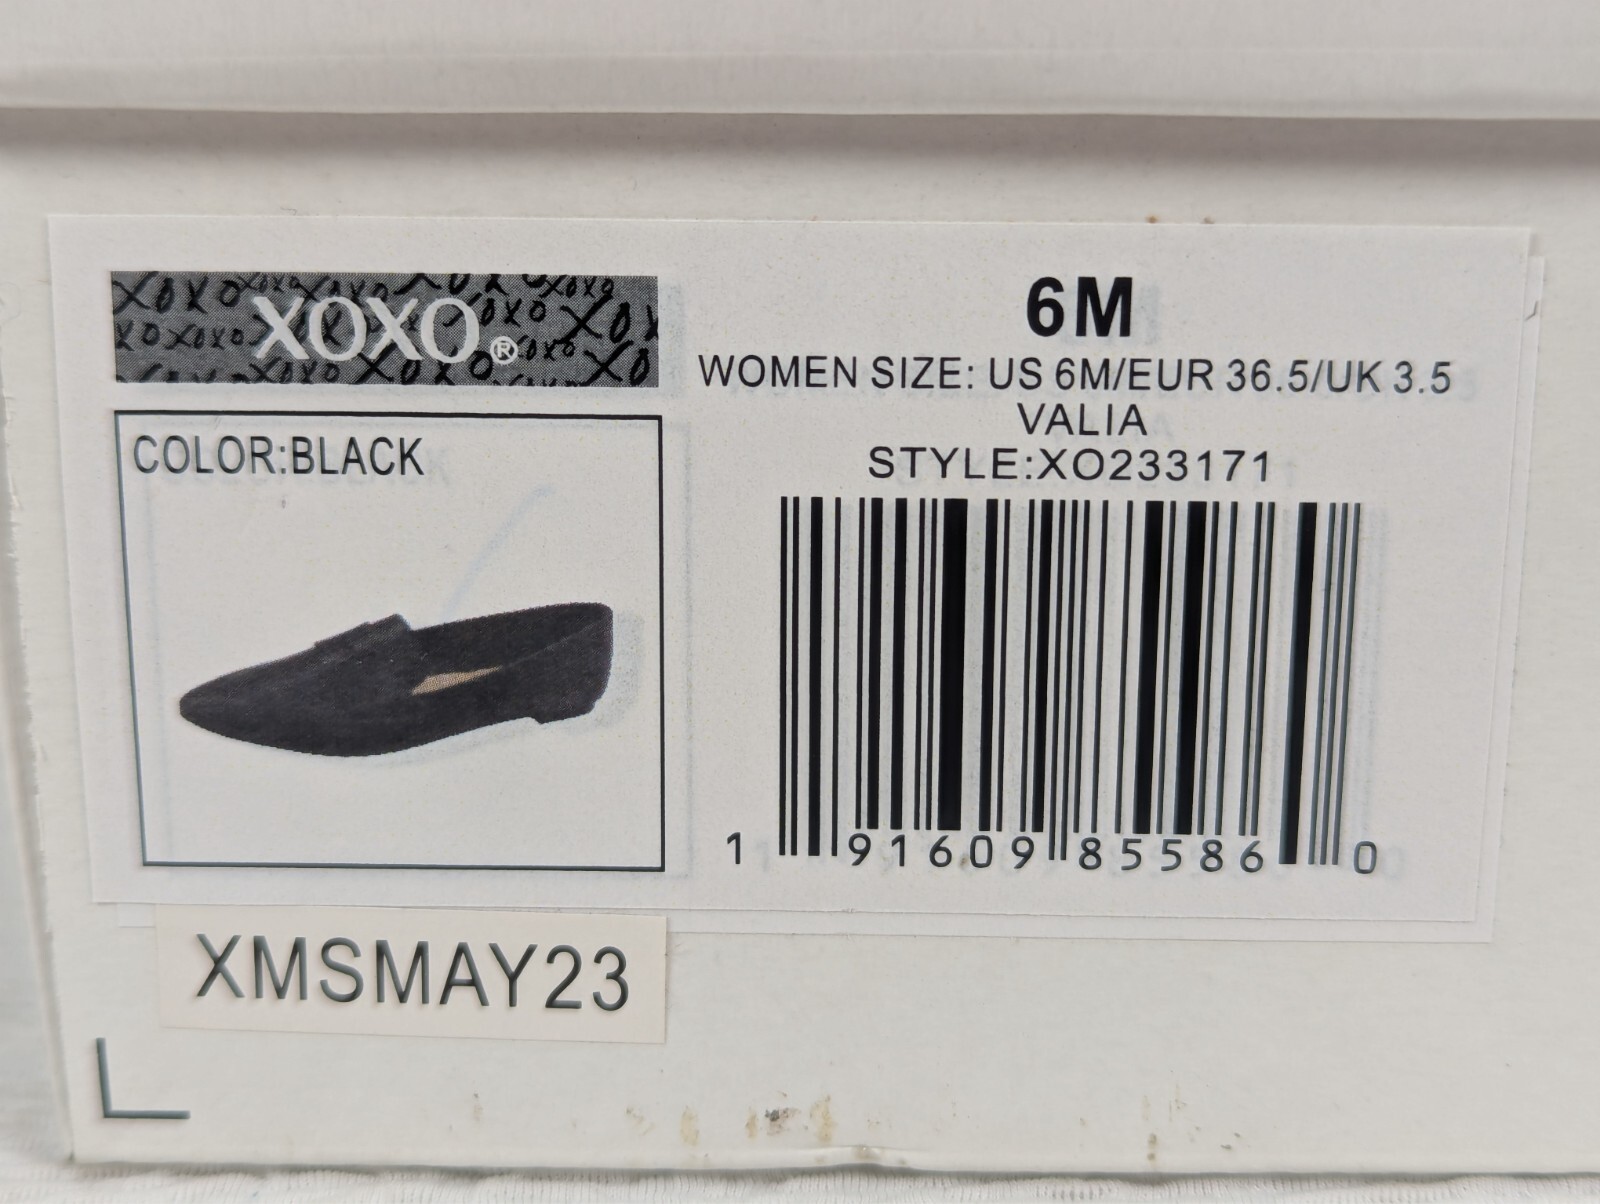 XOXO®
6M
WOMEN SIZE: US 6M/EUR 36.5/UK 3.5
VALIA
STYLE:XO233171
COLOR:BLACK
1 91609 85586 0
XMSMAY23